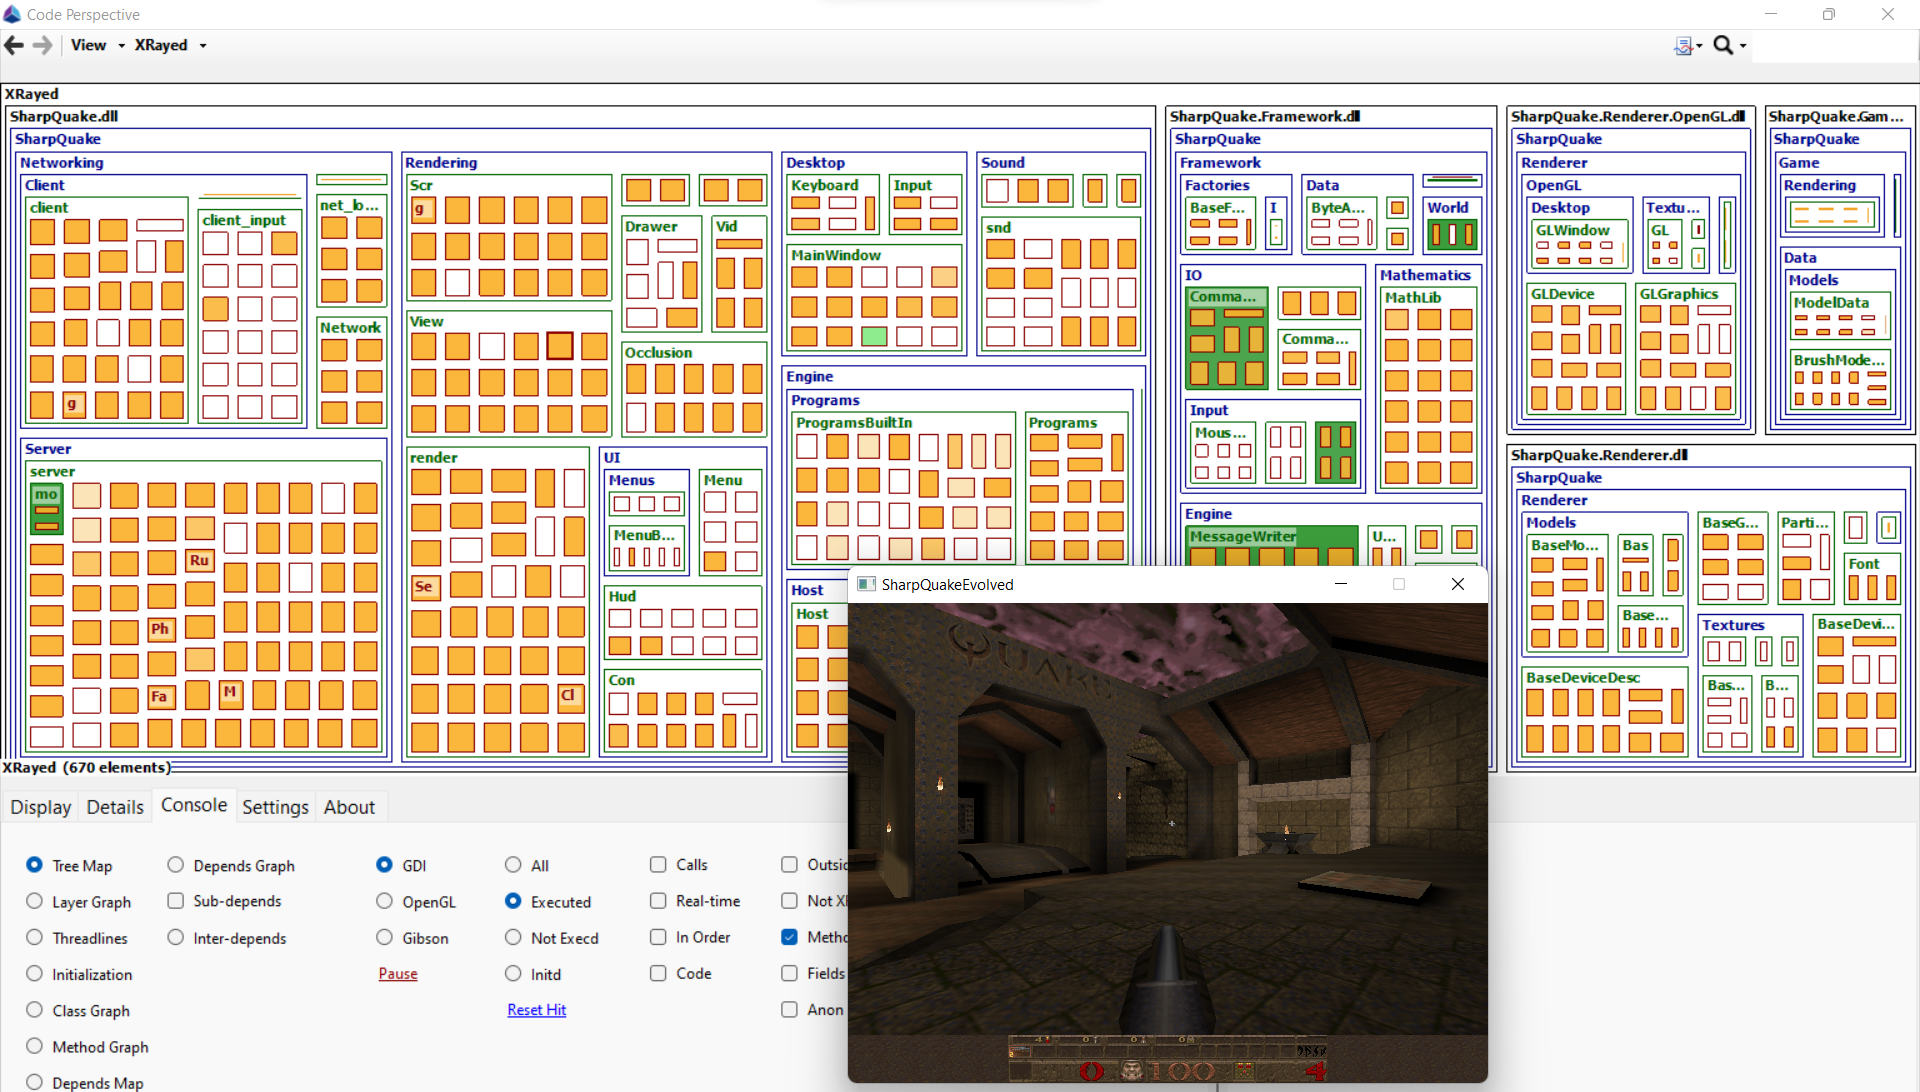 Code Perspective
View XRayed
XRayed
SharpQuake.dll
SharpQuake
Networking
Client
client
g
client_input
net_lo...
Network
Server
server
mo
Ru
Ph
Fa
M
Rendering
Scr
g
View
render
Se
Cl
Drawer
Vid
Occlusion
UI
Menus
MenuB...
Menu
Hud
Con
Desktop
Keyboard
Input
MainWindow
Sound
snd
Engine
Programs
ProgramsBuiltIn
Programs
Host
Host
SharpQuake.Framework.dll
SharpQuake
Framework
Factories
BaseF...
I
Data
ByteA...
World
IO
Comma...
Comma...
Input
Mous...
Mathematics
MathLib
Engine
MessageWriter
U...
SharpQuake.Renderer.OpenGL.dll
SharpQuake
Renderer
OpenGL
Desktop
GLWindow
Textu...
GL
GLDevice
GLGraphics
SharpQuake.Gam...
SharpQuake
Game
Rendering
Data
Models
ModelData
BrushMode...
SharpQuake.Renderer.dll
SharpQuake
Renderer
Models
BaseMo...
Bas
Base...
BaseDeviceDesc
BaseG...
Parti...
Font
Textures
Bas...
B...
BaseDevi...
XRayed (670 elements)
SharpQuakeEvolved
QUAKE
0 100 4
Display Details Console Settings About
Tree Map Depends Graph GDI All Calls Outsid
Layer Graph Sub-depends OpenGL Executed Real-time Not X
Threadlines Inter-depends Gibson Not Execd In Order Metho
Initialization Pause Initd Code Fields
Class Graph Reset Hit Anon
Method Graph
Depends Map